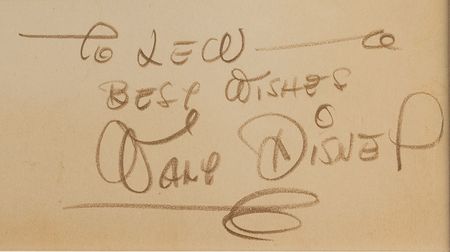 To Lew
Best Wishes
Walt Disney